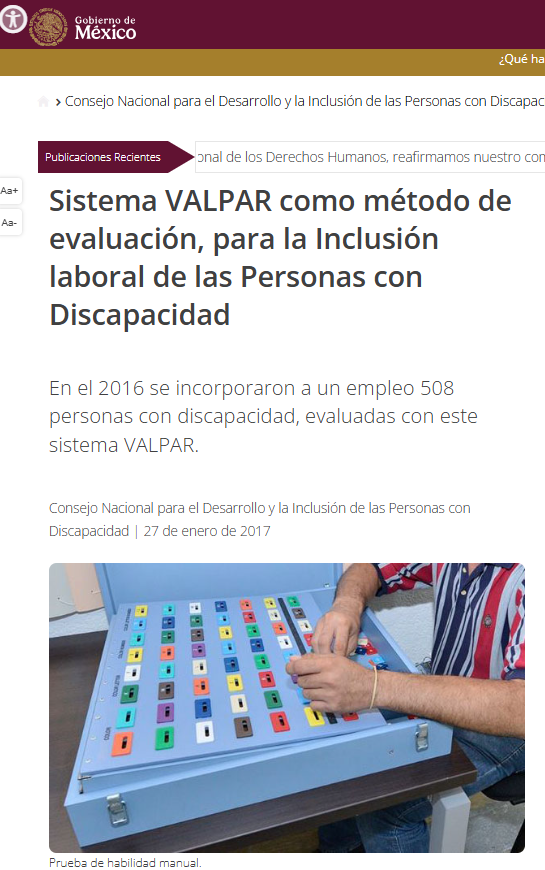 Gobierno de
México
¿Qué ha
Consejo Nacional para el Desarrollo y la Inclusión de las Personas con Discapac
Publicaciones Recientes
onal de los Derechos Humanos, reafirmamos nuestro com
Aa+
Aa-
Sistema VALPAR como método de
evaluación, para la Inclusión
laboral de las Personas con
Discapacidad
En el 2016 se incorporaron a un empleo 508
personas con discapacidad, evaluadas con este
sistema VALPAR.
Consejo Nacional para el Desarrollo y la Inclusión de las Personas con
Discapacidad | 27 de enero de 2017
COLOR
Prueba de habilidad manual.